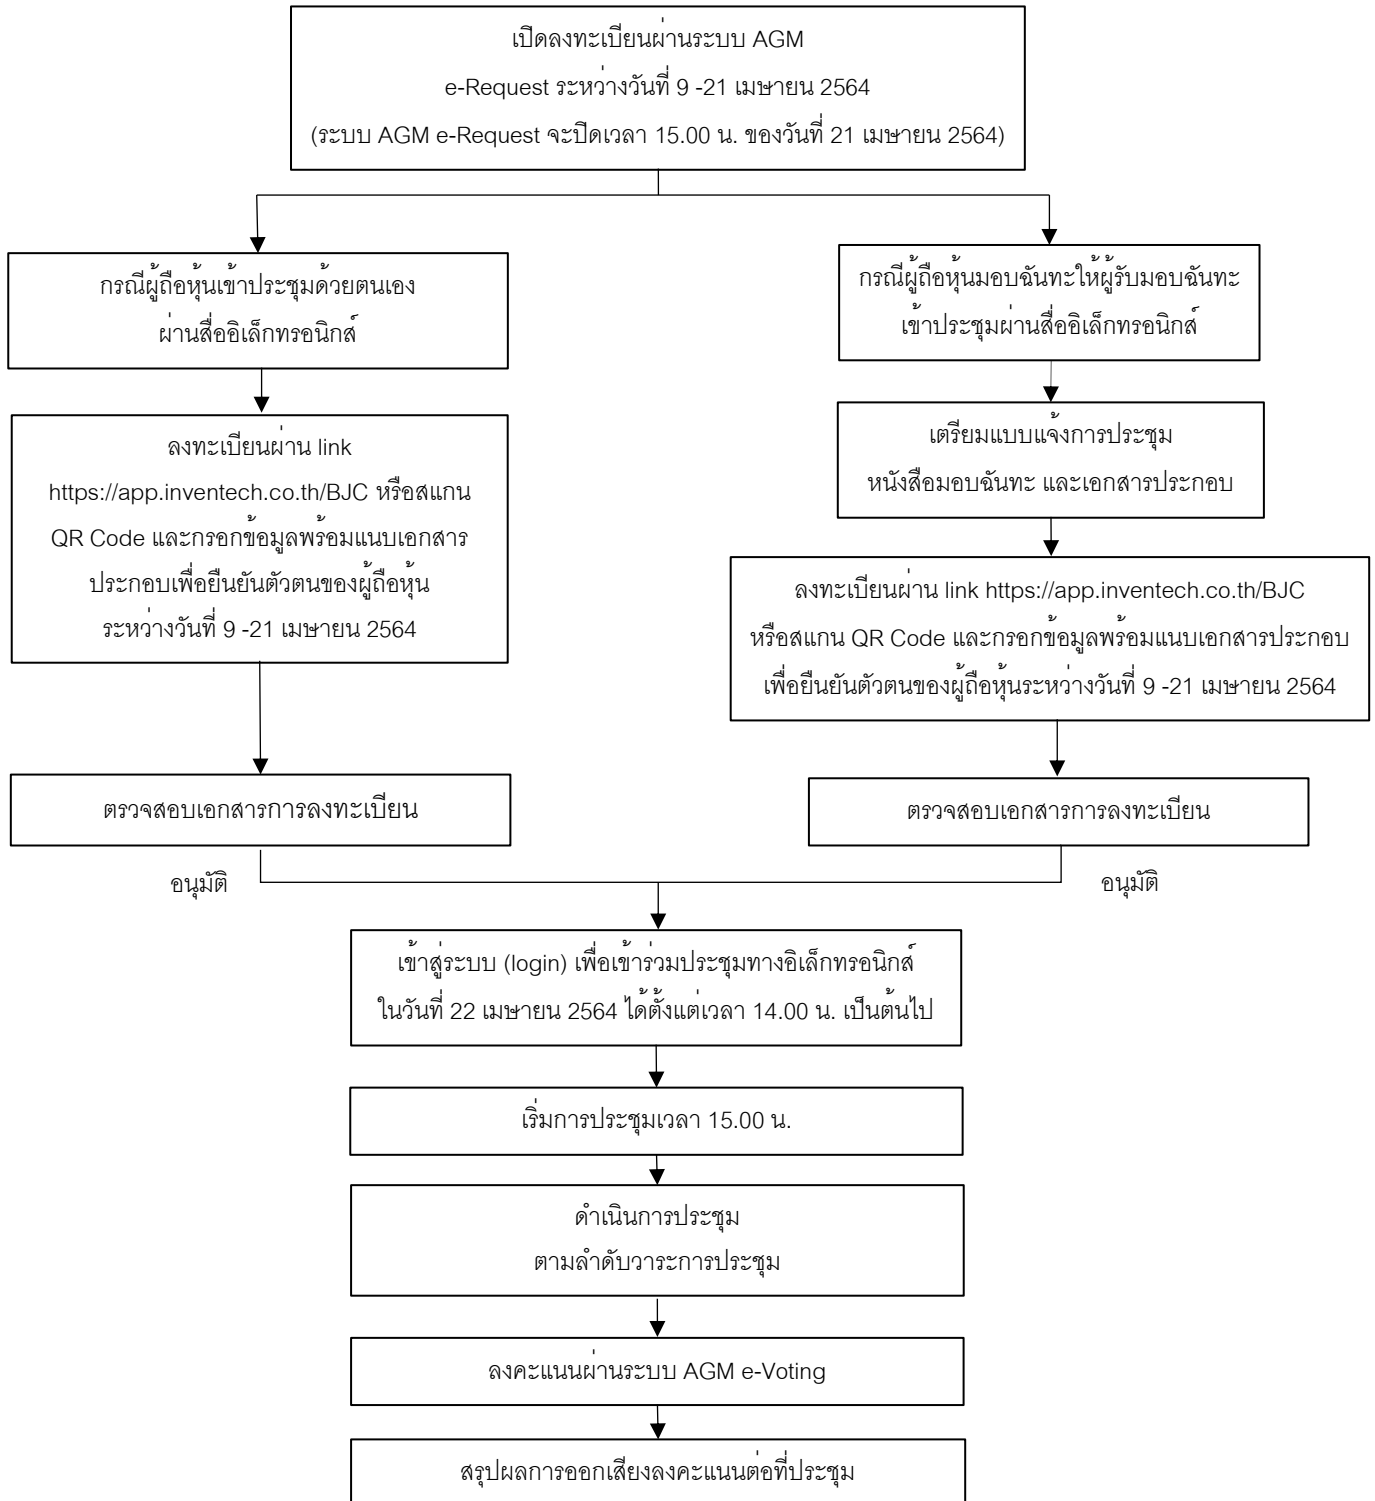 เปิดลงทะเบียนผ่านระบบ AGM
e-Request ระหว่างวันที่ 9 -21 เมษายน 2564
(ระบบ AGM e-Request จะปิดเวลา 15.00 น. ของวันที่ 21 เมษายน 2564)
กรณีผู้ถือหุ้นเข้าประชุมด้วยตนเอง
ผ่านสื่ออิเล็กทรอนิกส์
ลงทะเบียนผ่าน link
https://app.inventech.co.th/BJC หรือสแกน
QR Code และกรอกข้อมูลพร้อมแนบเอกสาร
ประกอบเพื่อยืนยันตัวตนของผู้ถือหุ้น
ระหว่างวันที่ 9 -21 เมษายน 2564
ตรวจสอบเอกสารการลงทะเบียน
อนุมัติ
กรณีผู้ถือหุ้นมอบฉันทะให้ผู้รับมอบฉันทะ
เข้าประชุมผ่านสื่ออิเล็กทรอนิกส์
เตรียมแบบแจ้งการประชุม
หนังสือมอบฉันทะ และเอกสารประกอบ
ลงทะเบียนผ่าน link https://app.inventech.co.th/BJC
หรือสแกน QR Code และกรอกข้อมูลพร้อมแนบเอกสารประกอบ
เพื่อยืนยันตัวตนของผู้ถือหุ้นระหว่างวันที่ 9 -21 เมษายน 2564
ตรวจสอบเอกสารการลงทะเบียน
อนุมัติ
เข้าสู่ระบบ (login) เพื่อเข้าร่วมประชุมทางอิเล็กทรอนิกส์
ในวันที่ 22 เมษายน 2564 ได้ตั้งแต่เวลา 14.00 น. เป็นต้นไป
เริ่มการประชุมเวลา 15.00 น.
ดำเนินการประชุม
ตามลำดับวาระการประชุม
ลงคะแนนผ่านระบบ AGM e-Voting
สรุปผลการออกเสียงลงคะแนนต่อที่ประชุม